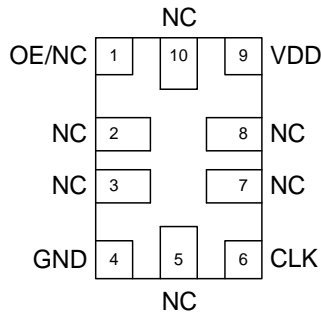 NC
OE/NC 1 10 9 VDD
NC 2 8 NC
NC 3 7 NC
GND 4 5 6 CLK
NC